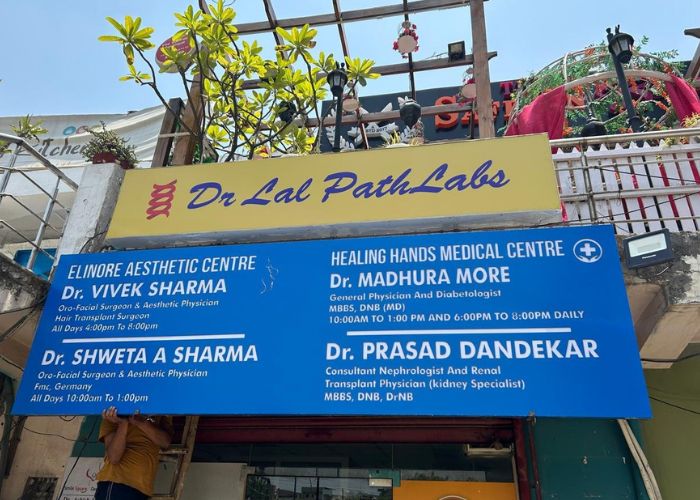 Dr Lal PathLabs
ELINORE AESTHETIC CENTRE
Dr. VIVEK SHARMA
Oro-Facial Surgeon & Aesthetic Physician
Hair Transplant Surgeon
All Days 4:00pm To 8:00pm
Dr. SHWETA A SHARMA
Oro-Facial Surgeon & Aesthetic Physician
Fmc, Germany
All Days 10:00am To 1:00pm
HEALING HANDS MEDICAL CENTRE
Dr. MADHURA MORE
General Physician And Diabetologist
MBBS, DNB (MD)
10:00AM TO 1:00 PM AND 6:00PM TO 8:00PM DAILY
Dr. PRASAD DANDEKAR
Consultant Nephrologist And Renal
Transplant Physician (kidney Specialist)
MBBS, DNB, DrNB